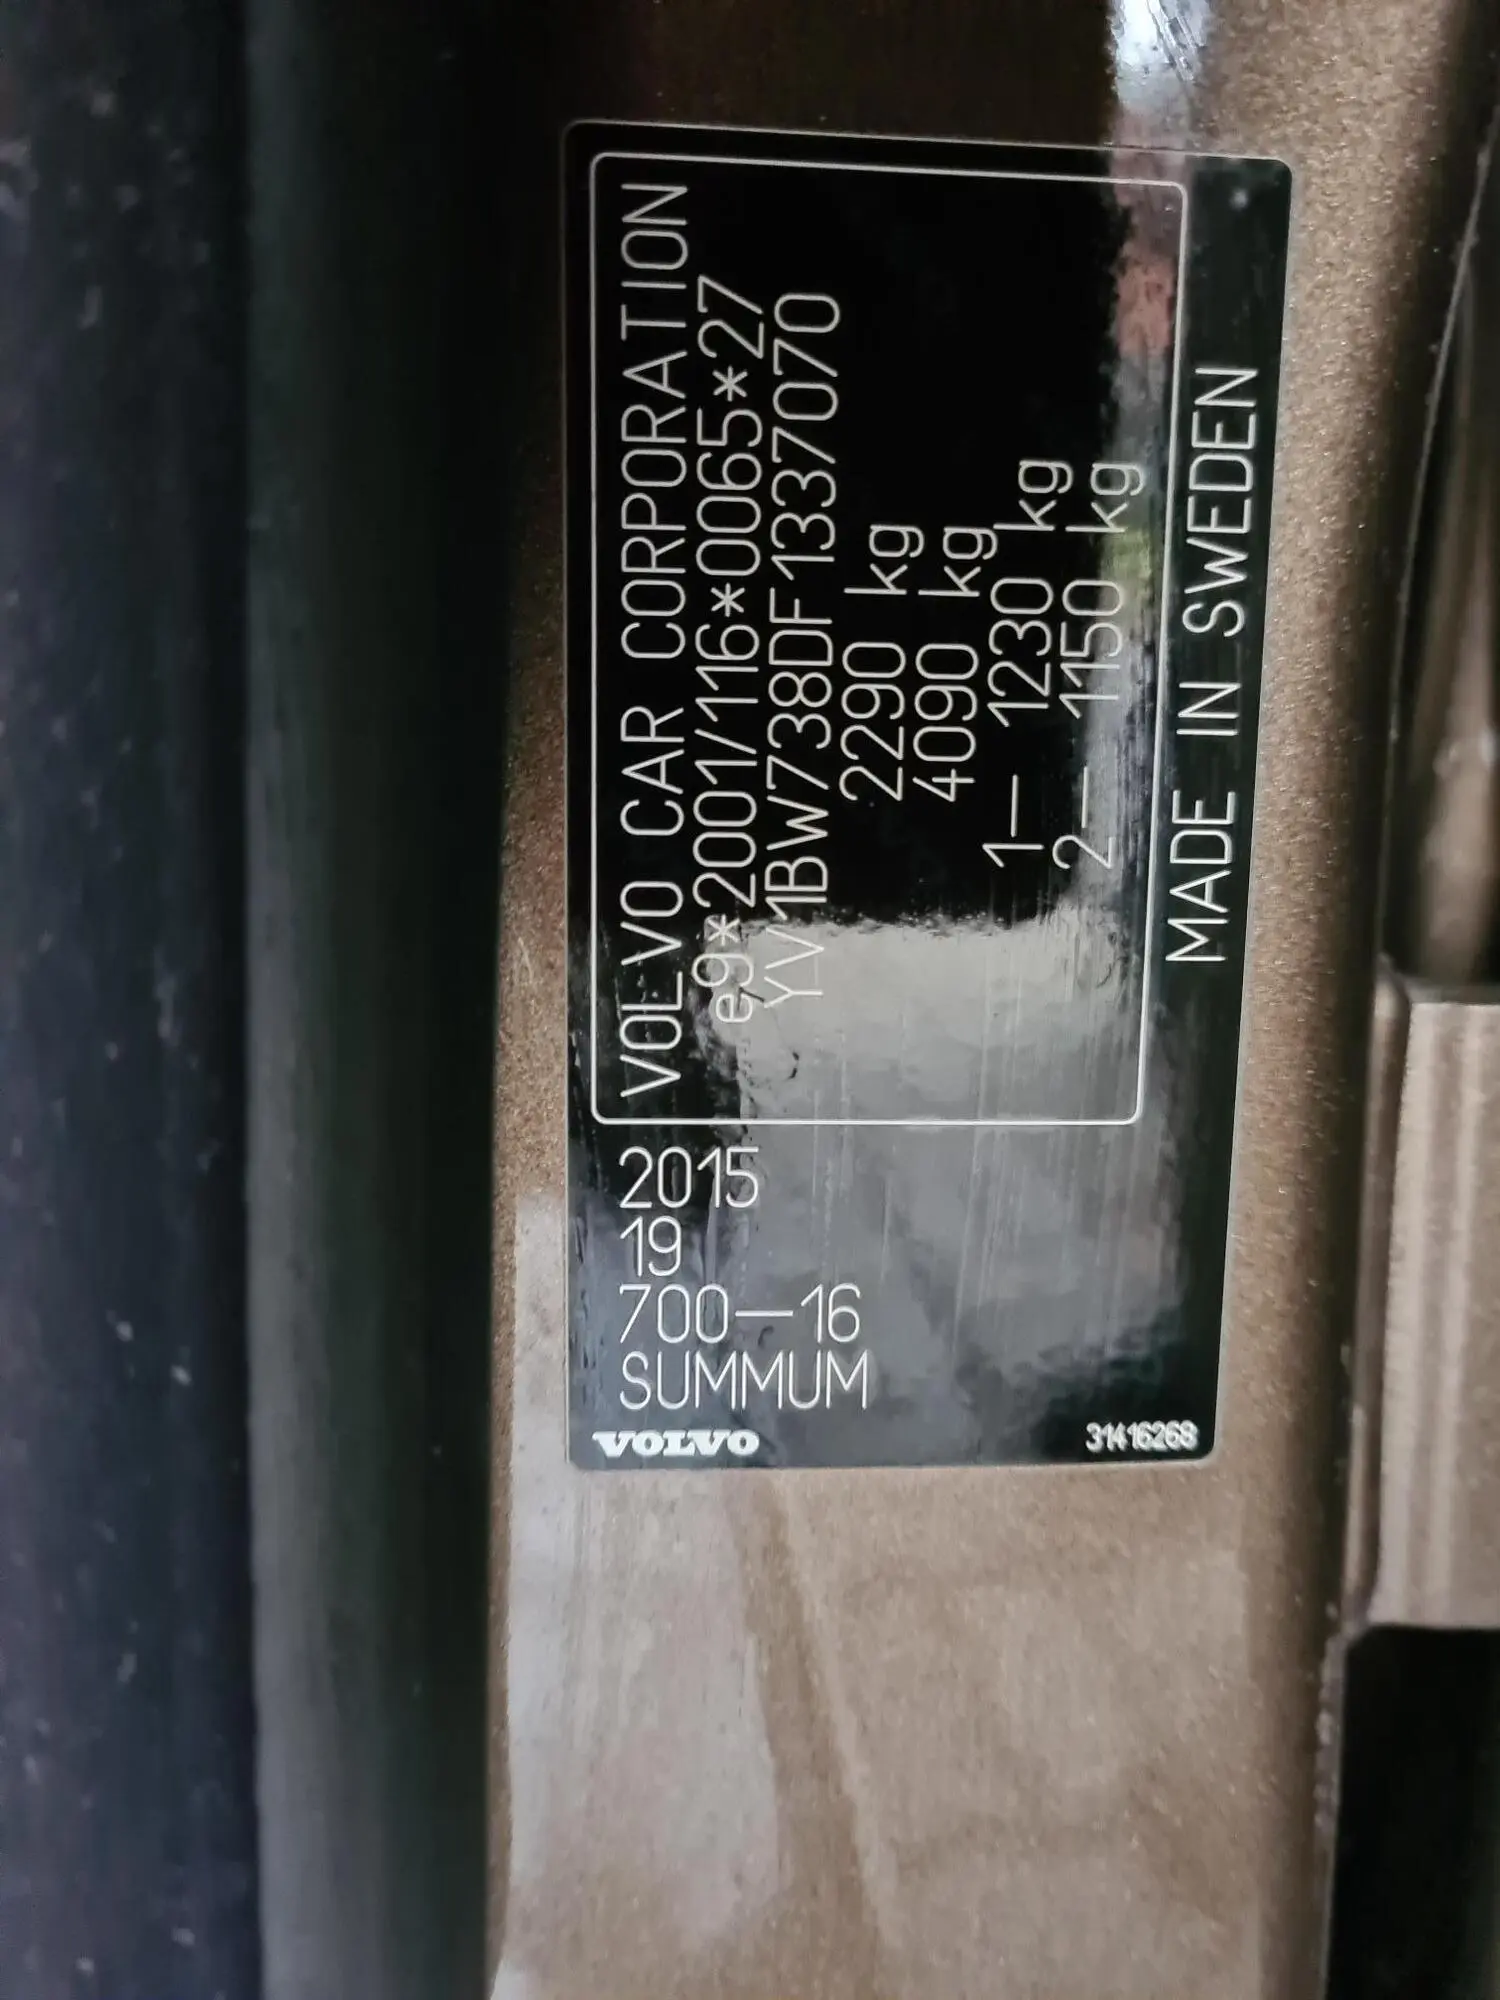 VOLVO CAR CORPORATION
e9*2001/116*0065*27
YV1BW738DF1337070
2290 kg
4090 kg
1— 1230 kg
2— 1150 kg
MADE IN SWEDEN
2015
19
700—16
SUMMUM
VOLVO
31416268